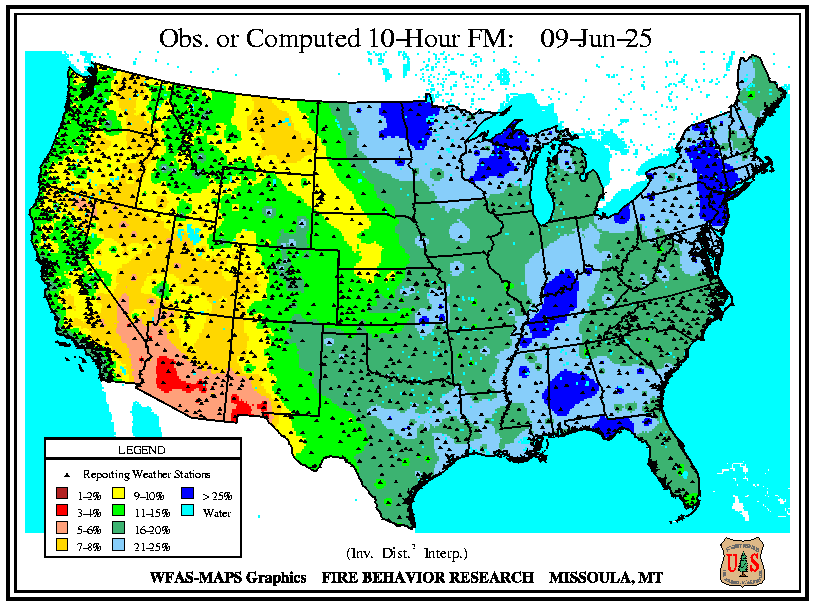 Obs. or Computed 10-Hour FM: 09-Jun-25
LEGEND
Reporting Weather Stations
1-2% 9-10% > 25%
3-4% 11-15% Water
5-6% 16-20%
7-8% 21-25%
(Inv. Dist.² Interp.)
WFAS-MAPS Graphics FIRE BEHAVIOR RESEARCH MISSOULA, MT
U S